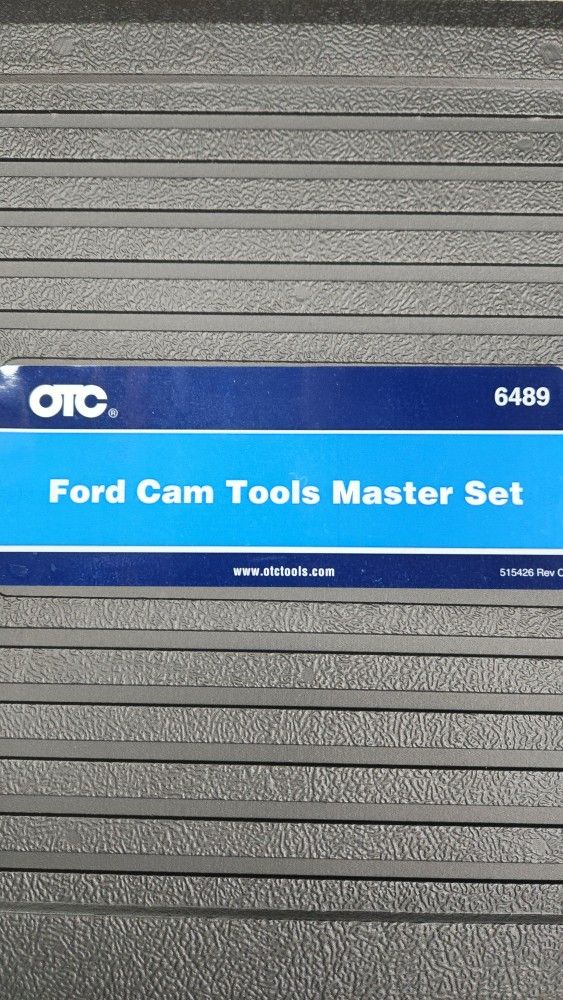 OTC® 6489
Ford Cam Tools Master Set
www.otctools.com 515426 Rev C